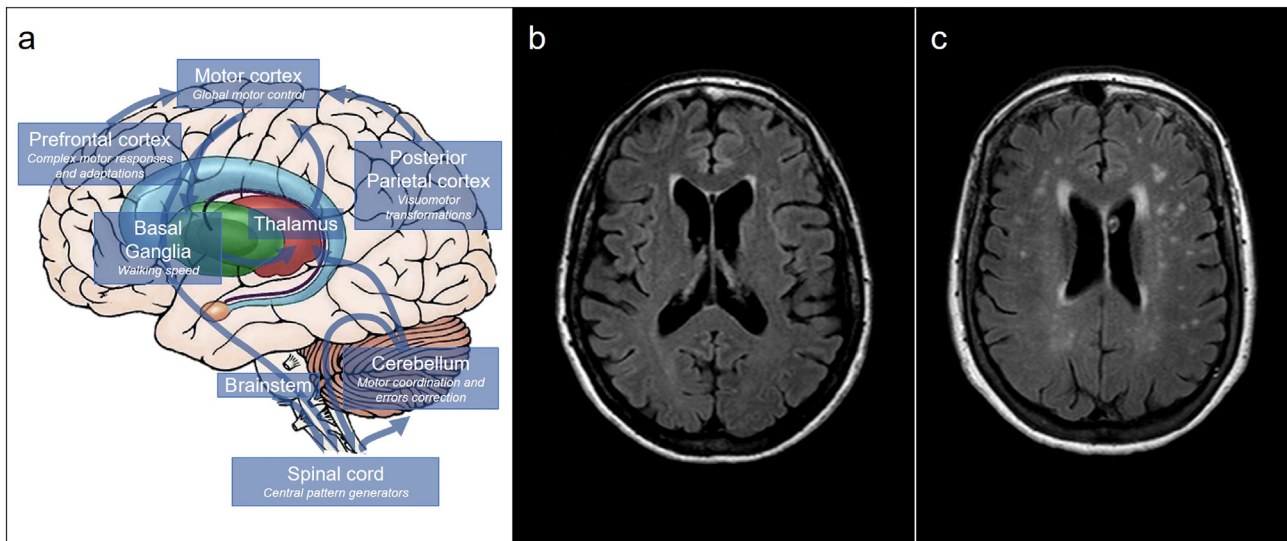 a
b
c
Motor cortex
Global motor control
Prefrontal cortex
Complex motor responses
and adaptations
Posterior
Parietal cortex
Visuomotor
transformations
Basal
Ganglia
Walking speed
Thalamus
Cerebellum
Motor coordination and
errors correction
Brainstem
Spinal cord
Central pattern generators